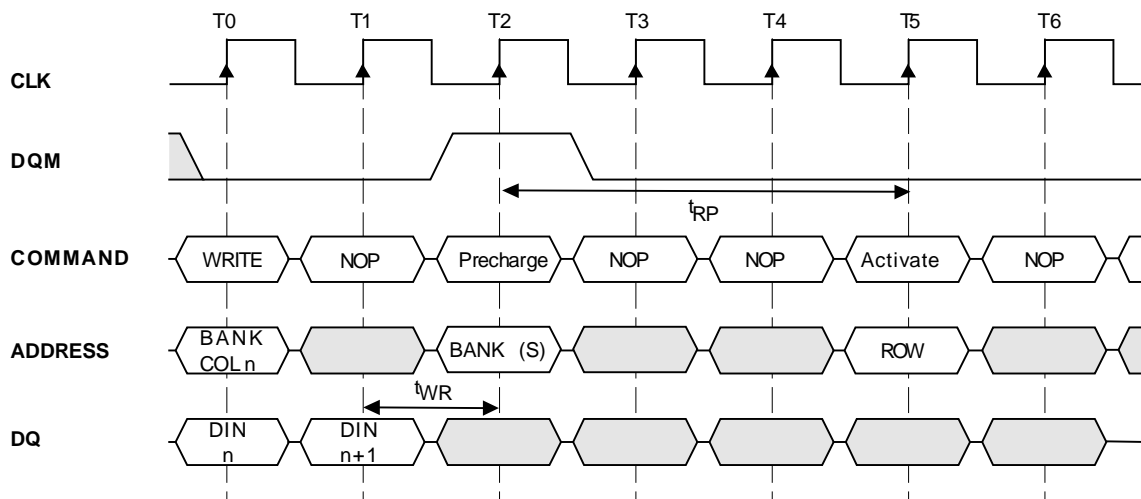 T0 T1 T2 T3 T4 T5 T6
CLK
DQM
tRP
COMMAND WRITE NOP Precharge NOP NOP Activate NOP
ADDRESS BANK COL n BANK (S) ROW
tWR
DQ DIN n DIN n+1